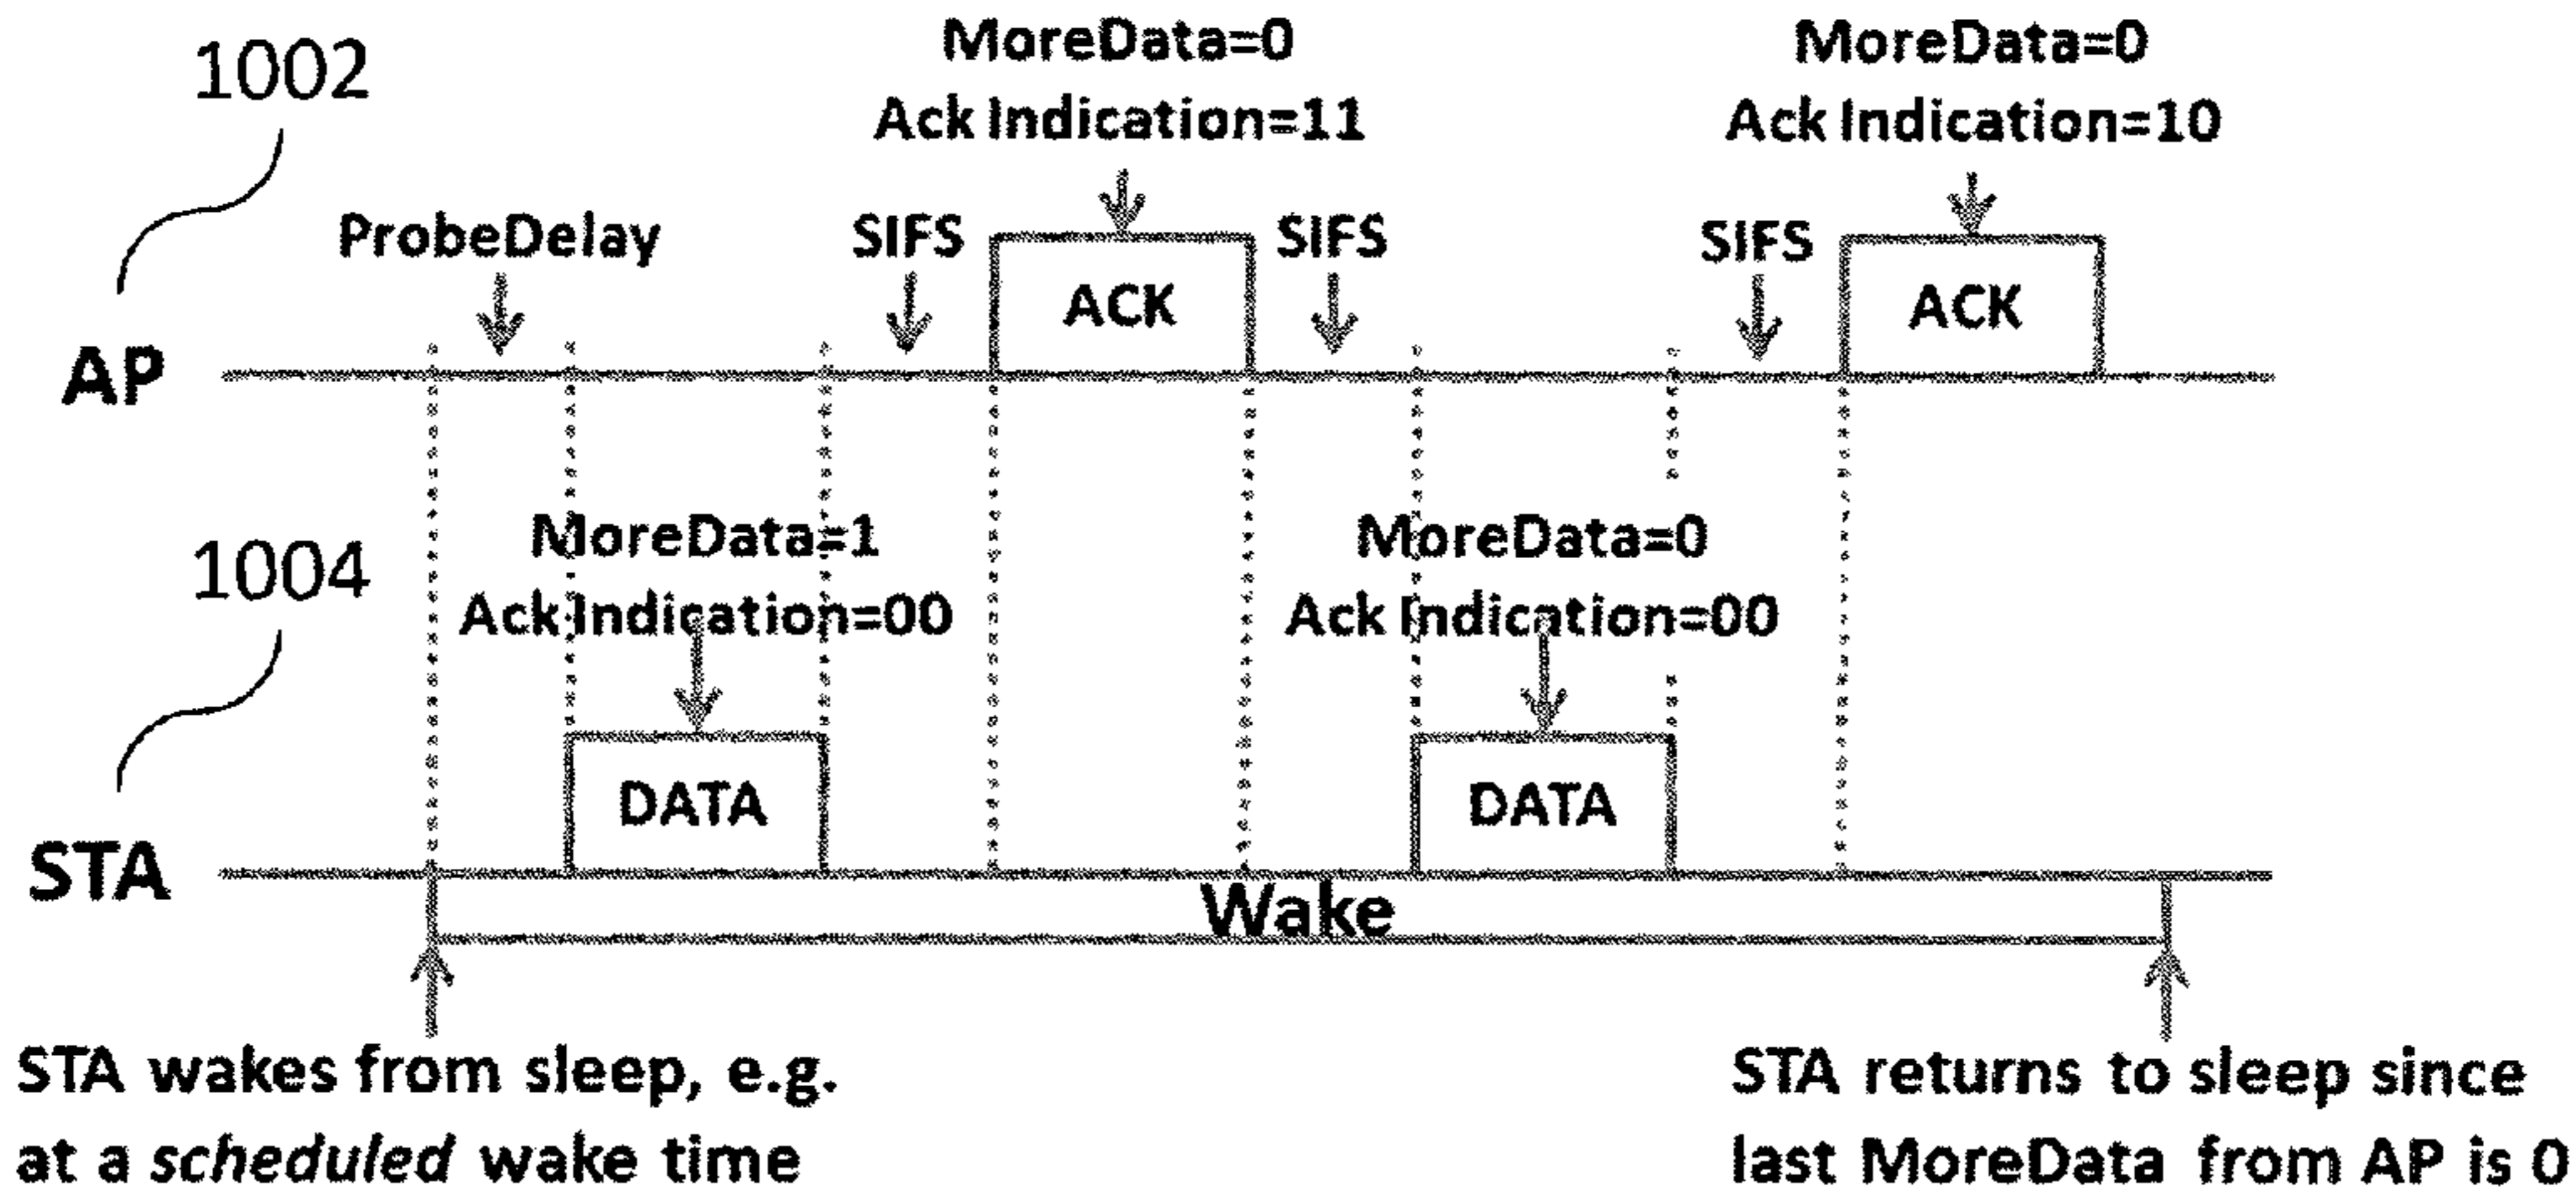 1002
MoreData=0
Ack Indication=11
MoreData=0
Ack Indication=10
ProbeDelay
SIFS
SIFS
SIFS
ACK
ACK
AP
1004
MoreData=1
Ack Indication=00
MoreData=0
Ack Indication=00
DATA
DATA
STA
Wake
STA wakes from sleep, e.g.
at a scheduled wake time
STA returns to sleep since
last MoreData from AP is 0